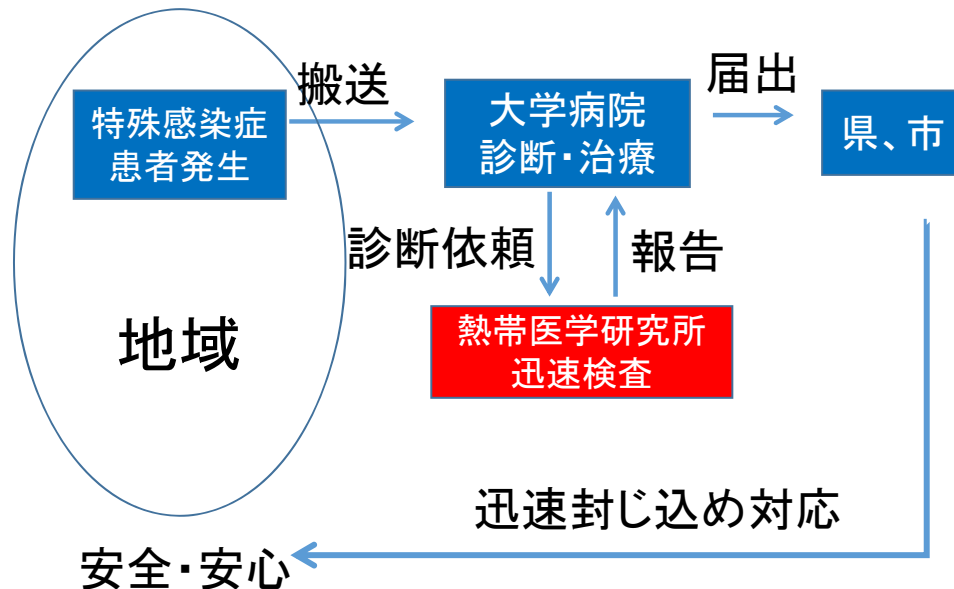 搬送
届出
特殊感染症
患者発生
大学病院
診断・治療
県、市
診断依頼
報告
熱帯医学研究所
迅速検査
地域
迅速封じ込め対応
安全・安心